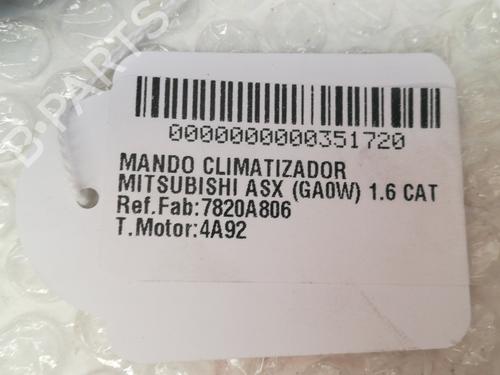 B-PARTS
0000000000351720
MANDO CLIMATIZADOR
MITSUBISHI ASX (GA0W) 1.6 CAT
Ref.Fab:7820A806
T.Motor:4A92